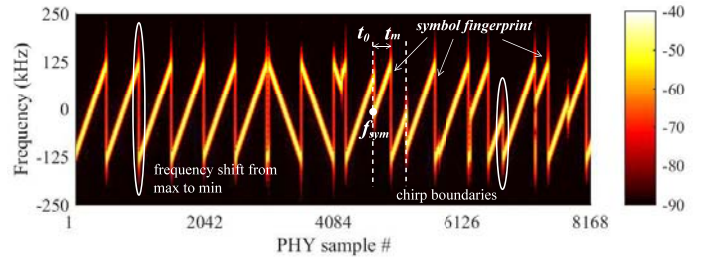 250
125
0
-125
-250
Frequency (kHz)
t0 tm symbol fingerprint
fsym
frequency shift from
max to min
chirp boundaries
1 2042 4084 6126 8168
PHY sample #
-40
-50
-60
-70
-80
-90